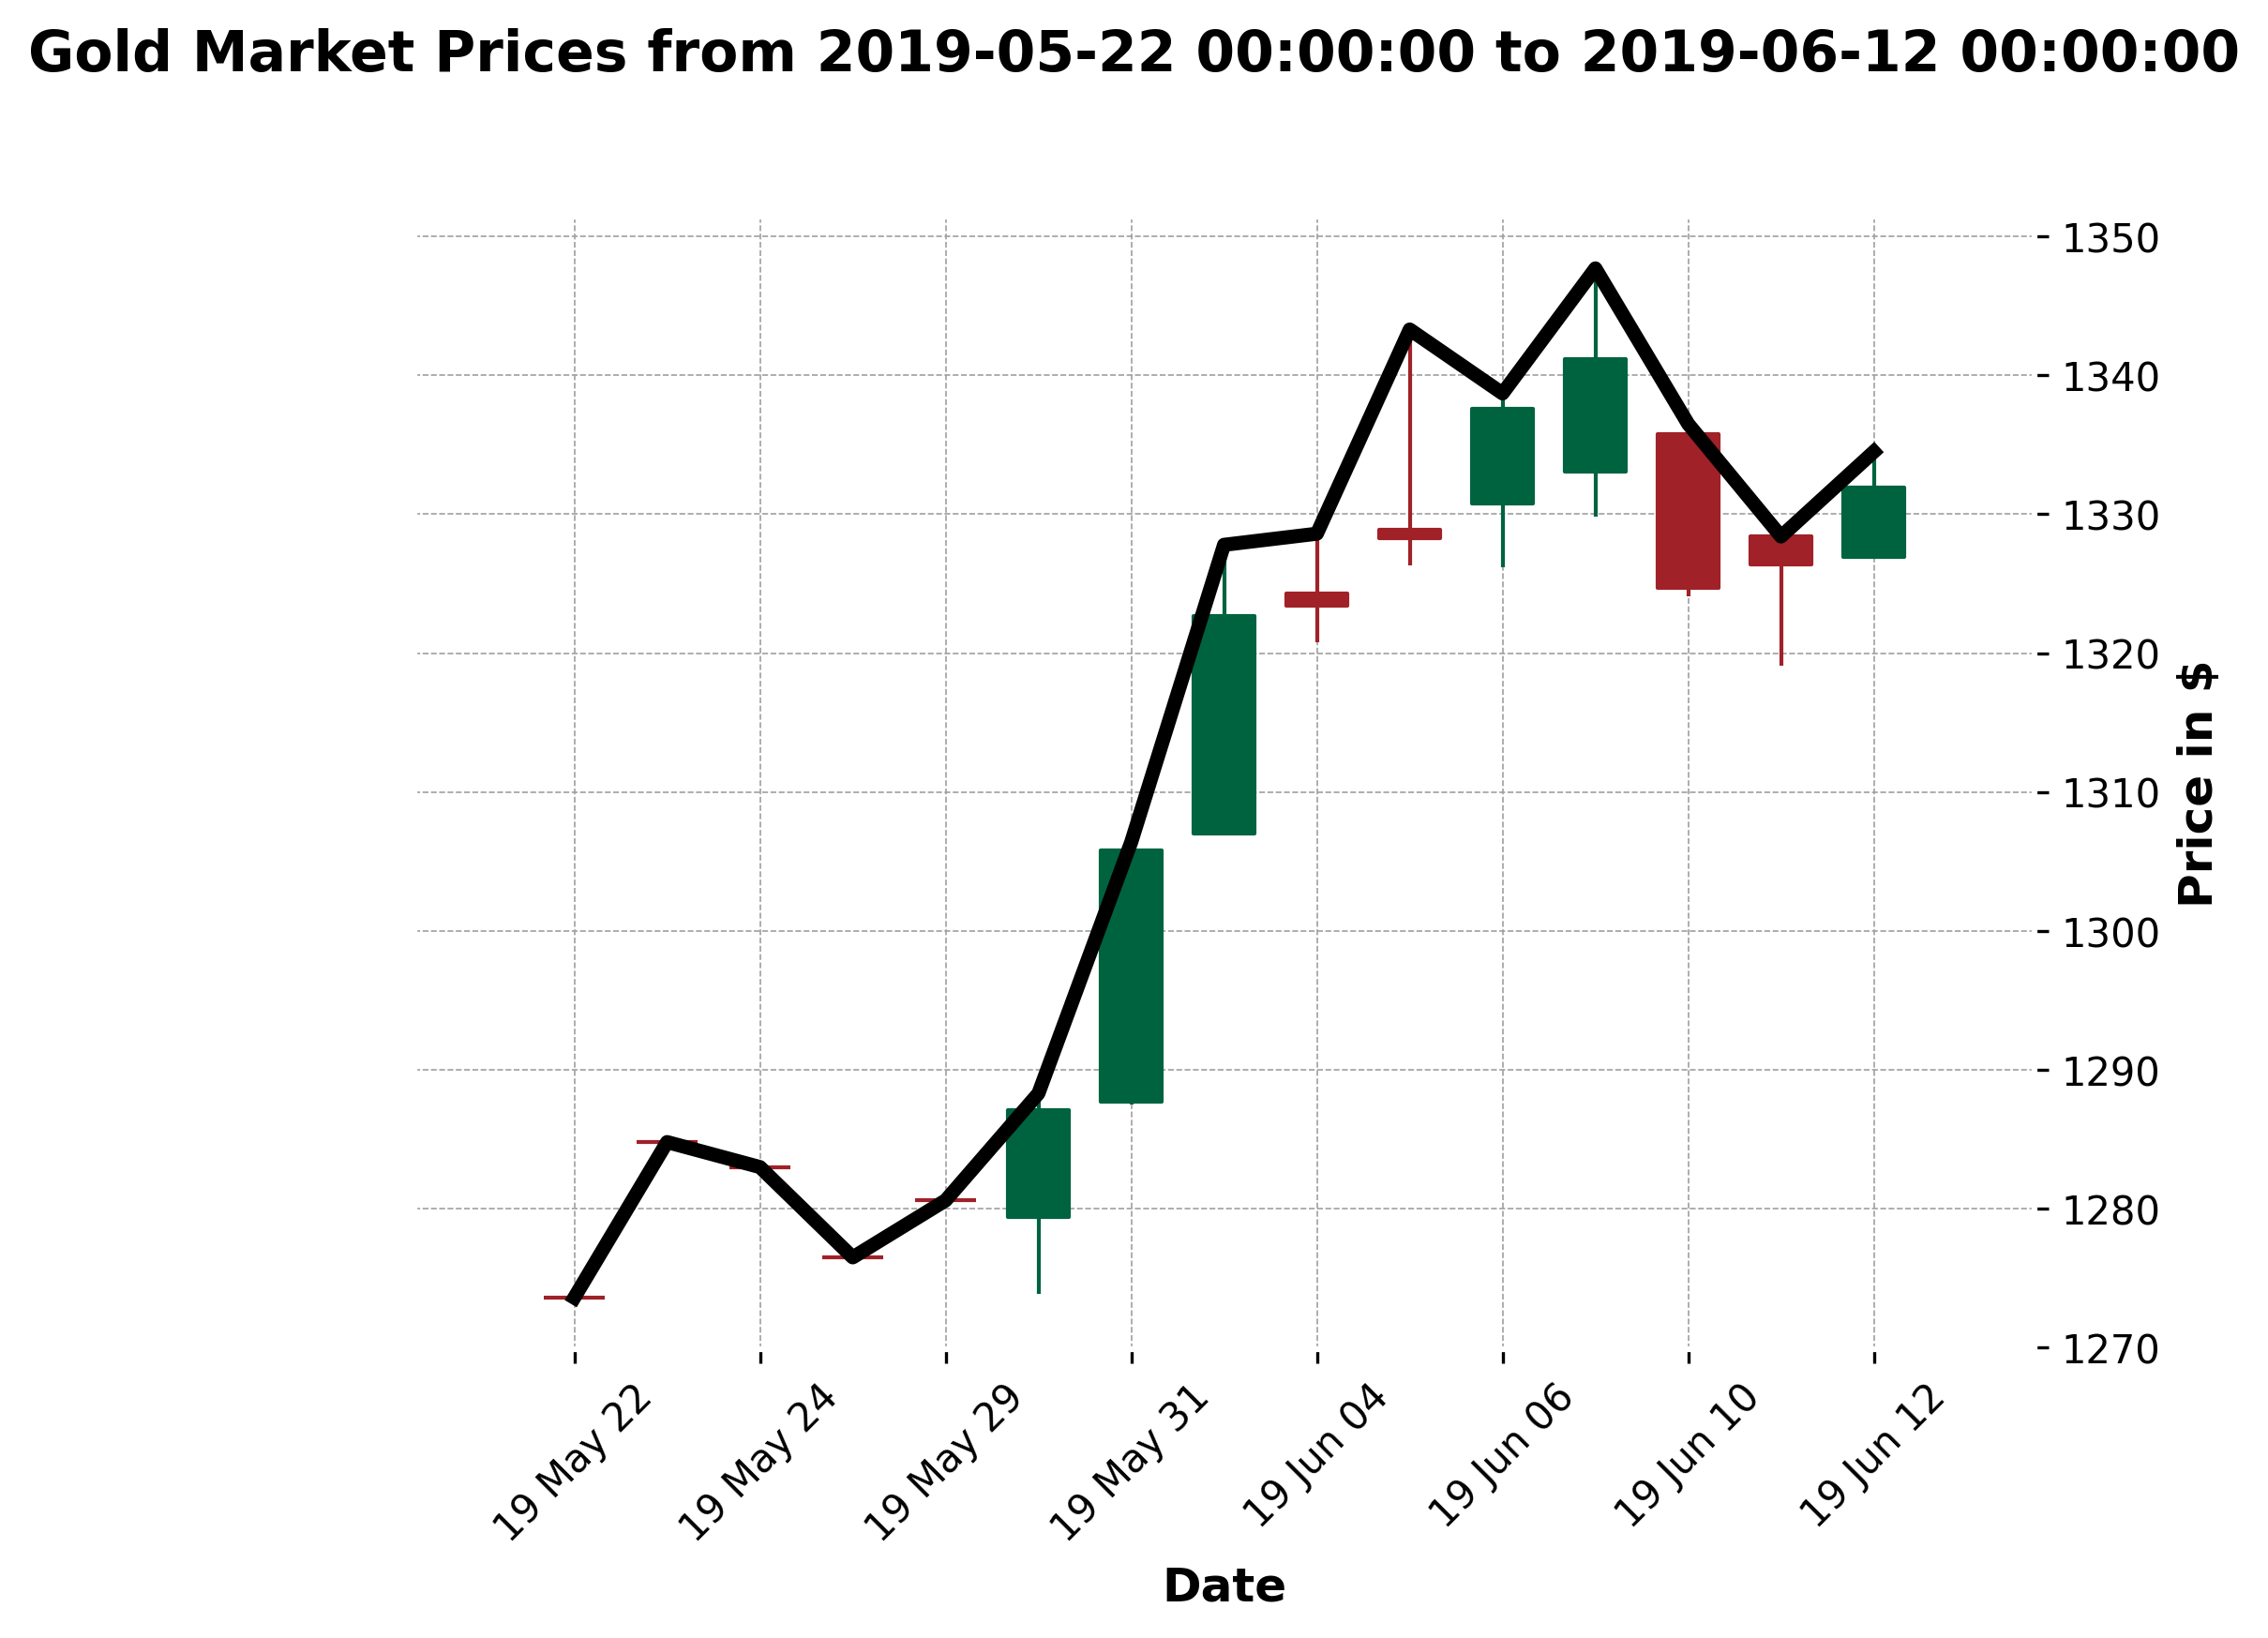 Gold Market Prices from 2019-05-22 00:00:00 to 2019-06-12 00:00:00
1350
1340
1330
1320
1310
1300
1290
1280
1270
Price in $
19 May 22
19 May 24
19 May 29
19 May 31
19 Jun 04
19 Jun 06
19 Jun 10
19 Jun 12
Date